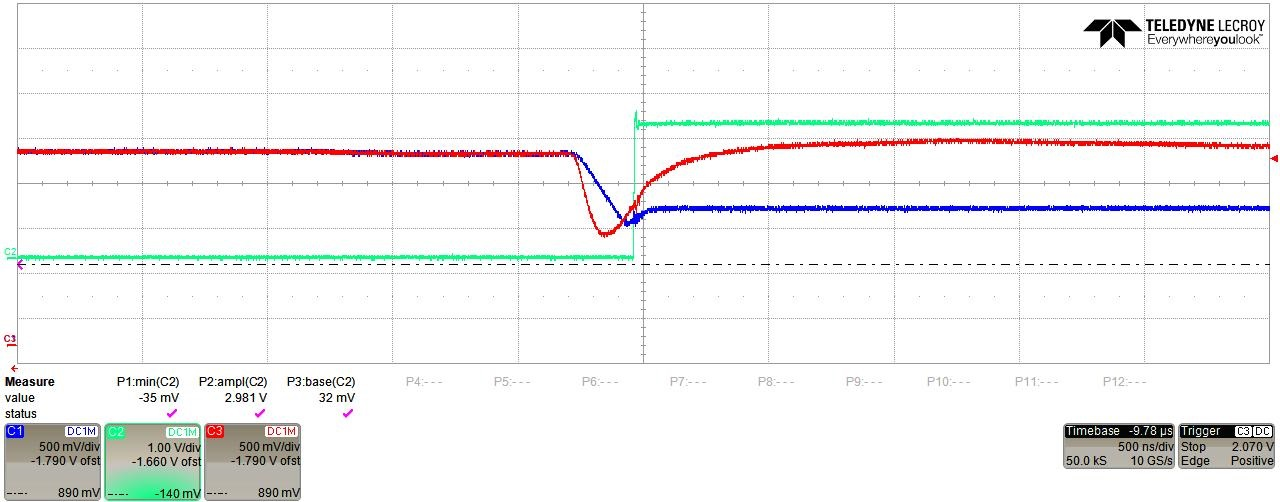 TELEDYNE LECROY
Everywhereyoulook™
C2
C3
Measure P1:min(C2) P2:ampl(C2) P3:base(C2) P4:--- P5:--- P6:--- P7:--- P8:--- P9:--- P10:--- P11:--- P12:---
value -35 mV 2.981 V 32 mV
status
C1 DC1M
500 mV/div
-1.790 V ofst
890 mV
C2 DC1M
1.00 V/div
-1.660 V ofst
-140 mV
C3 DC1M
500 mV/div
-1.790 V ofst
890 mV
Timebase -9.78 µs
500 ns/div
50.0 kS 10 GS/s
Trigger C3 DC
Stop 2.070 V
Edge Positive